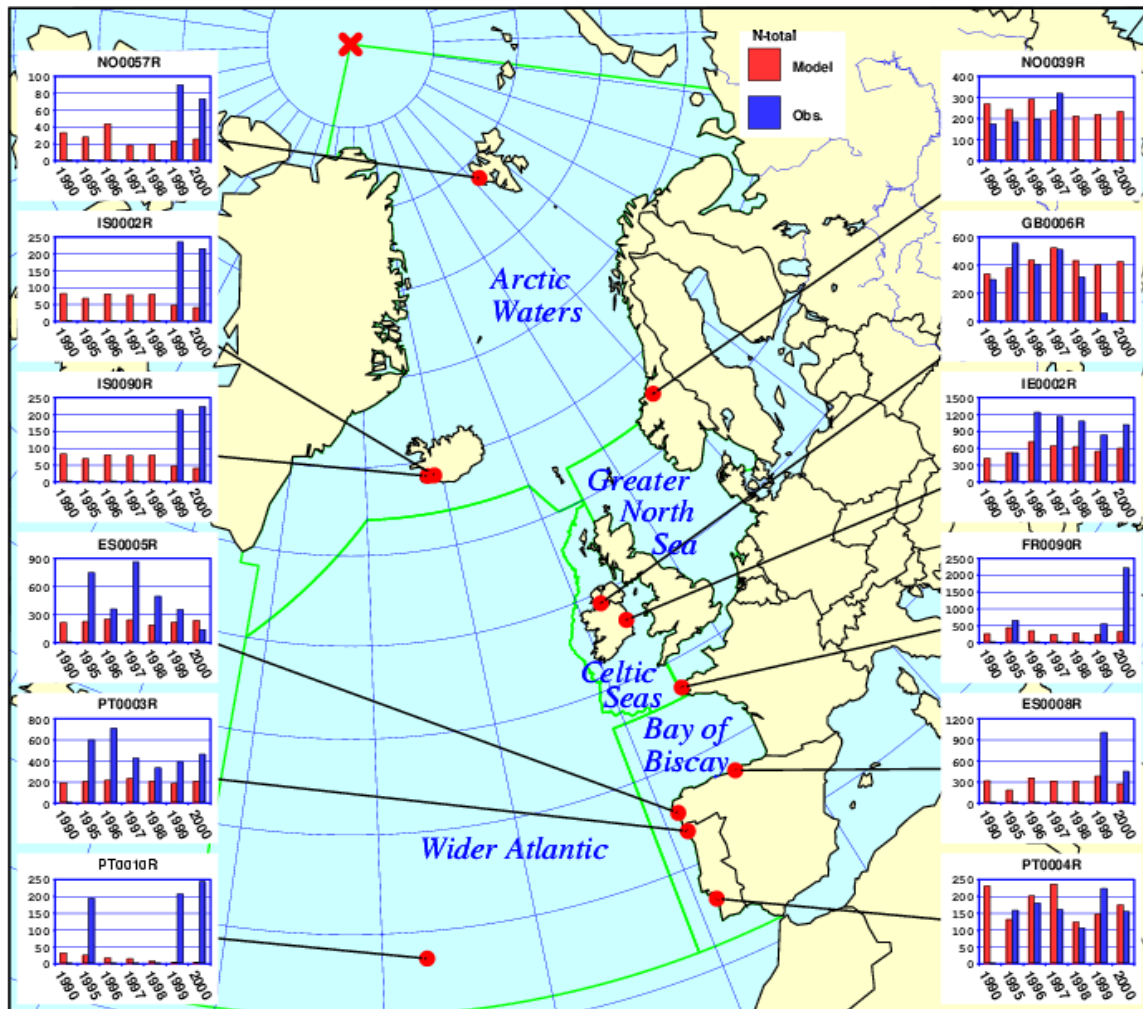 N-total
Model
Obs.
NO0057R
100
80
60
40
20
0
1990 1995 1996 1997 1998 1999 2000
IS0002R
250
200
150
100
50
0
1990 1995 1996 1997 1998 1999 2000
IS0090R
250
200
150
100
50
0
1990 1995 1996 1997 1998 1999 2000
ES0005R
900
600
300
0
1990 1995 1996 1997 1998 1999 2000
PT0003R
800
600
400
200
0
1990 1995 1996 1997 1998 1999 2000
PT0010R
250
200
150
100
50
0
1990 1995 1996 1997 1998 1999 2000
Arctic
Waters
Greater
North
Sea
Celtic
Seas
Bay of
Biscay
Wider Atlantic
NO0039R
400
300
200
100
0
1990 1995 1996 1997 1998 1999 2000
GB0006R
600
400
200
0
1990 1995 1996 1997 1998 1999 2000
IE0002R
1500
1200
900
600
300
0
1990 1995 1996 1997 1998 1999 2000
FR0090R
2500
2000
1500
1000
500
0
1990 1995 1996 1997 1998 1999 2000
ES0008R
1200
900
600
300
0
1990 1995 1996 1997 1998 1999 2000
PT0004R
250
200
150
100
50
0
1990 1995 1996 1997 1998 1999 2000